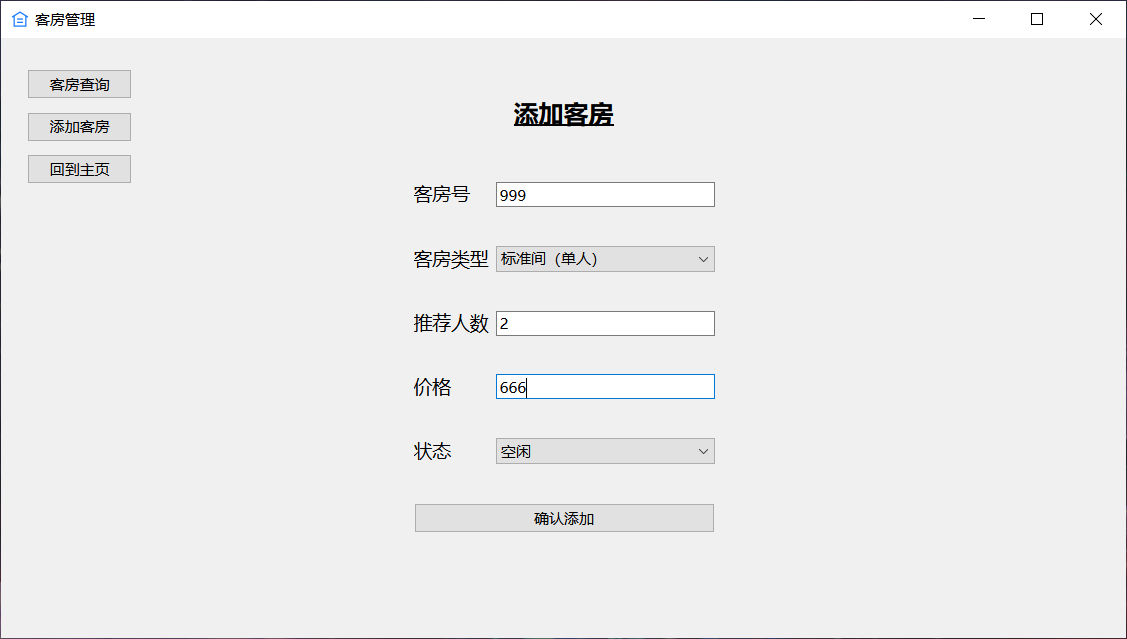 客房管理
客房查询
添加客房
回到主页
添加客房
客房号 999
客房类型 标准间（单人）
推荐人数 2
价格 666
状态 空闲
确认添加